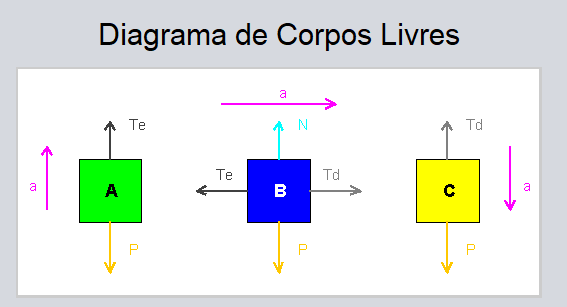 Diagrama de Corpos Livres
a
Te N Td
a A Te B Td C a
P P P